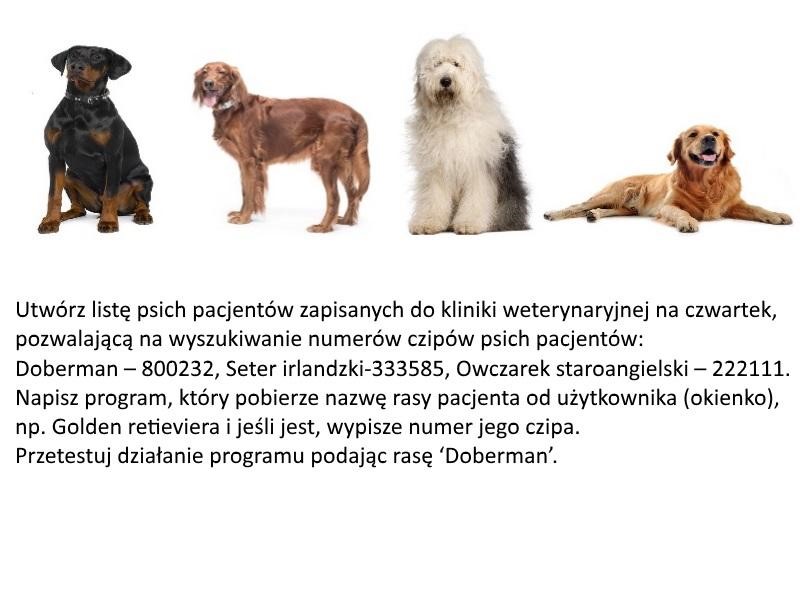 Utwórz listę psich pacjentów zapisanych do kliniki weterynaryjnej na czwartek,
pozwalającą na wyszukiwanie numerów czipów psich pacjentów:
Doberman – 800232, Seter irlandzki-333585, Owczarek staroangielski – 222111.
Napisz program, który pobierze nazwę rasy pacjenta od użytkownika (okienko),
np. Golden retieviera i jeśli jest, wypisze numer jego czipa.
Przetestuj działanie programu podając rasę ‘Doberman’.